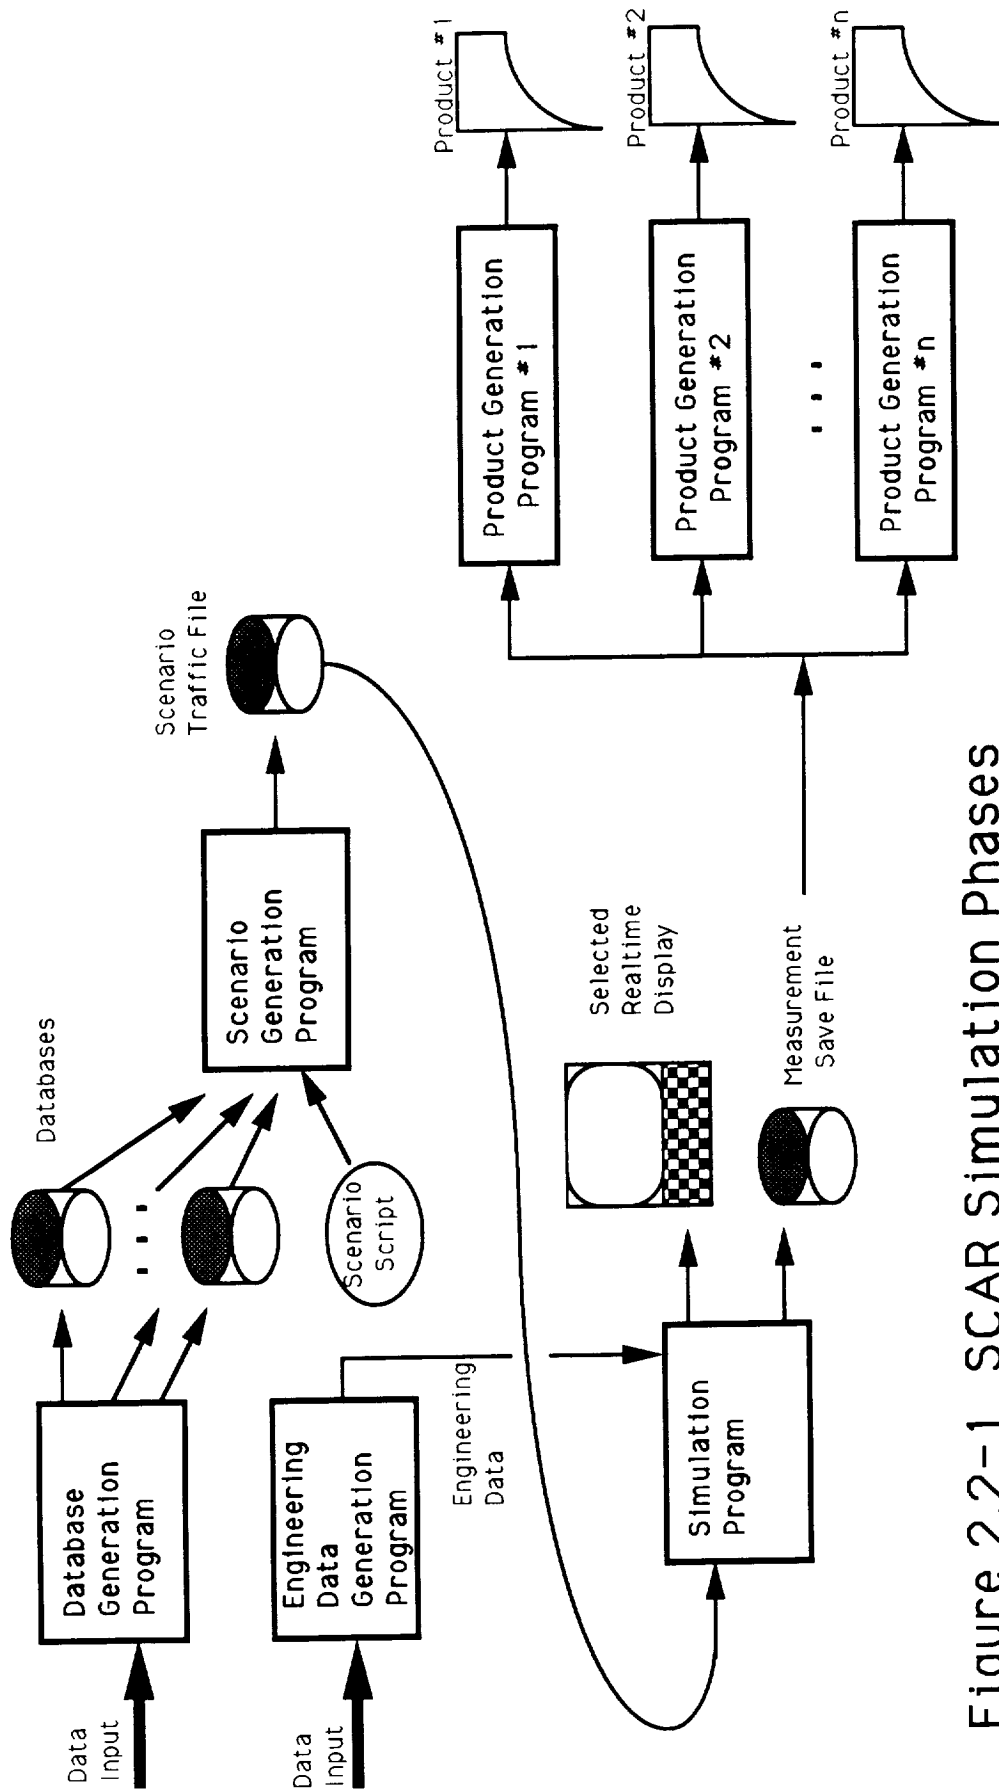 Data
Input
Database
Generation
Program
Databases
Scenario
Script
Scenario
Generation
Program
Scenario
Traffic File
Data
Input
Engineering
Data
Generation
Program
Engineering
Data
Simulation
Program
Selected
Realtime
Display
Measurement
Save File
Product Generation
Program #1
Product #1
Product Generation
Program #2
Product #2
Product Generation
Program #n
Product #n
Figure 2.2-1 SCAR Simulation Phases